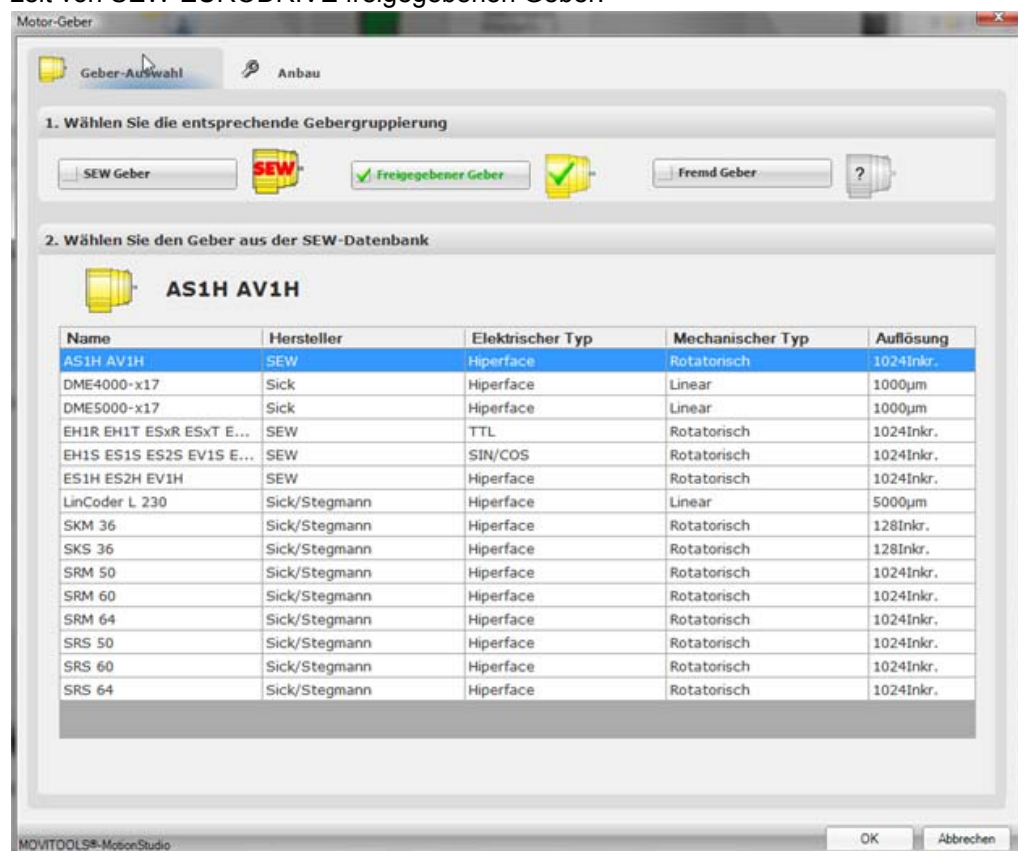 zeit von SEW-EURODRIVE freigegebenen Geber.
Motor-Geber
Geber-Auswahl Anbau
1. Wählen Sie die entsprechende Gebergruppierung
SEW Geber SEW Freigegebener Geber Fremd Geber ?
2. Wählen Sie den Geber aus der SEW-Datenbank
AS1H AV1H
Name Hersteller Elektrischer Typ Mechanischer Typ Auflösung
AS1H AV1H SEW Hiperface Rotatorisch 1024Inkr.
DME4000-x17 Sick Hiperface Linear 1000µm
DME5000-x17 Sick Hiperface Linear 1000µm
EH1R EH1T ESxR ESxT E... SEW TTL Rotatorisch 1024Inkr.
EH1S ES1S ES2S EV1S E... SEW SIN/COS Rotatorisch 1024Inkr.
ES1H ES2H EV1H SEW Hiperface Rotatorisch 1024Inkr.
LinCoder L 230 Sick/Stegmann Hiperface Linear 5000µm
SKM 36 Sick/Stegmann Hiperface Rotatorisch 128Inkr.
SKS 36 Sick/Stegmann Hiperface Rotatorisch 128Inkr.
SRM 50 Sick/Stegmann Hiperface Rotatorisch 1024Inkr.
SRM 60 Sick/Stegmann Hiperface Rotatorisch 1024Inkr.
SRM 64 Sick/Stegmann Hiperface Rotatorisch 1024Inkr.
SRS 50 Sick/Stegmann Hiperface Rotatorisch 1024Inkr.
SRS 60 Sick/Stegmann Hiperface Rotatorisch 1024Inkr.
SRS 64 Sick/Stegmann Hiperface Rotatorisch 1024Inkr.
OK Abbrechen
MOVITOOLS®-MotionStudio